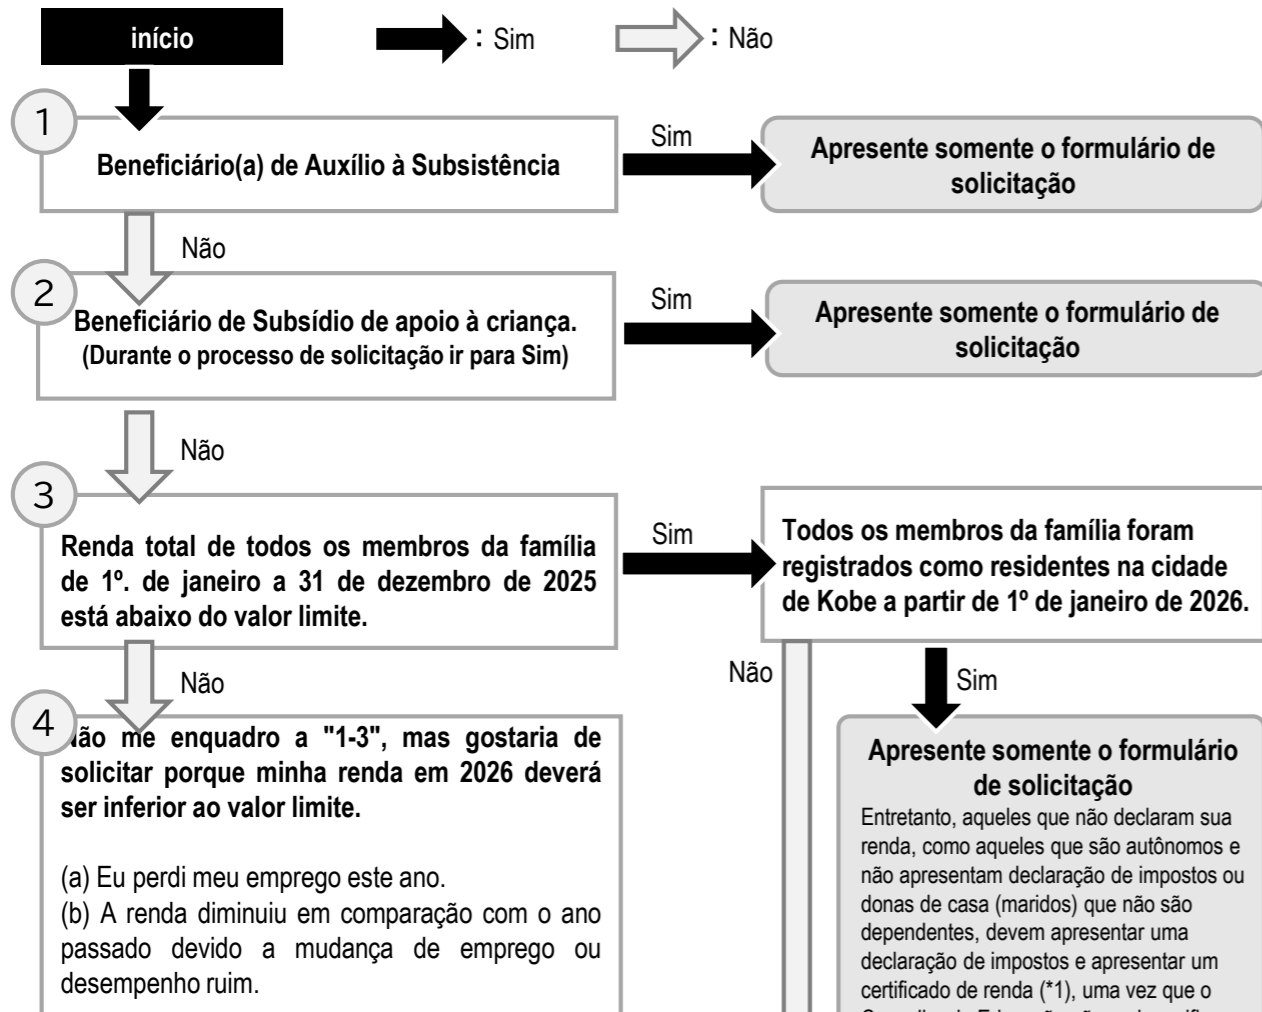 início
: Sim
: Não
1
Beneficiário(a) de Auxílio à Subsistência
Sim
Apresente somente o formulário de
solicitação
Não
2
Beneficiário de Subsídio de apoio à criança.
(Durante o processo de solicitação ir para Sim)
Sim
Apresente somente o formulário de
solicitação
Não
3
Renda total de todos os membros da família
de 1º. de janeiro a 31 de dezembro de 2025
está abaixo do valor limite.
Sim
Todos os membros da família foram
registrados como residentes na cidade
de Kobe a partir de 1º de janeiro de 2026.
Não
Não
Sim
4
Não me enquadro a "1-3", mas gostaria de
solicitar porque minha renda em 2026 deverá
ser inferior ao valor limite.
(a) Eu perdi meu emprego este ano.
(b) A renda diminuiu em comparação com o ano
passado devido a mudança de emprego ou
desempenho ruim.
Apresente somente o formulário
de solicitação
Entretanto, aqueles que não declaram sua
renda, como aqueles que são autônomos e
não apresentam declaração de impostos ou
donas de casa (maridos) que não são
dependentes, devem apresentar uma
declaração de impostos e apresentar um
certificado de renda (*1), uma vez que o